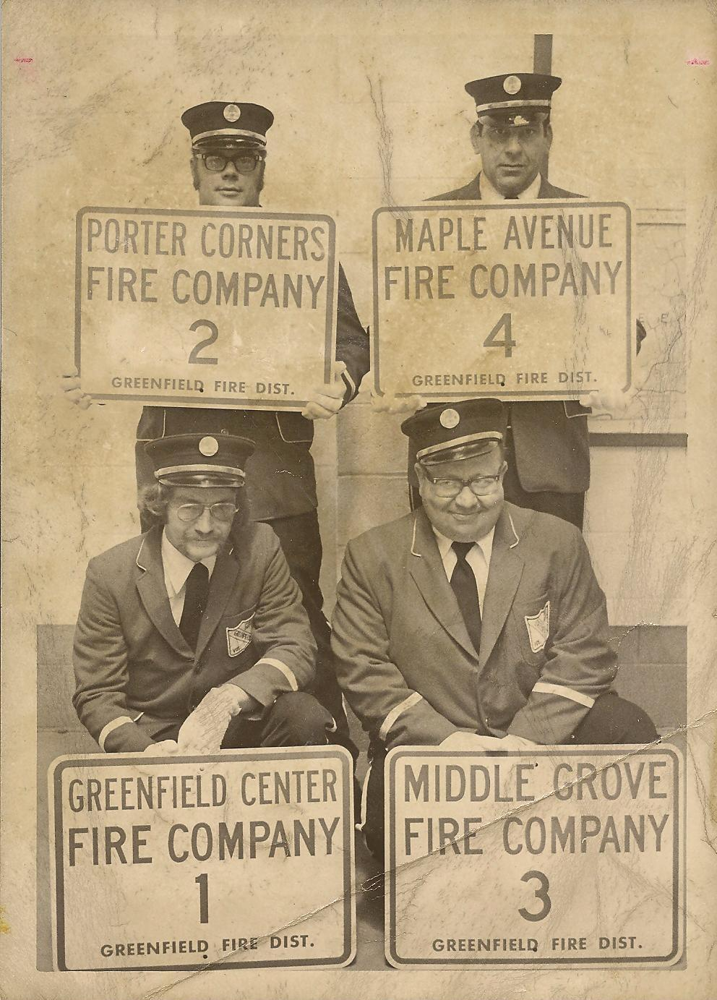 PORTER CORNERS
FIRE COMPANY
2
GREENFIELD FIRE DIST.
MAPLE AVENUE
FIRE COMPANY
4
GREENFIELD FIRE DIST.
GREENFIELD CENTER
FIRE COMPANY
1
GREENFIELD FIRE DIST.
MIDDLE GROVE
FIRE COMPANY
3
GREENFIELD FIRE DIST.